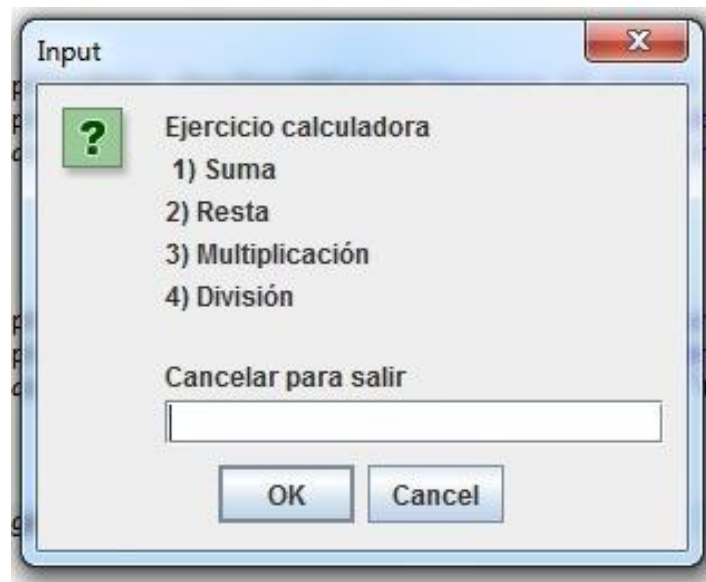 Input
Ejercicio calculadora
1) Suma
2) Resta
3) Multiplicación
4) División
Cancelar para salir
OK
Cancel